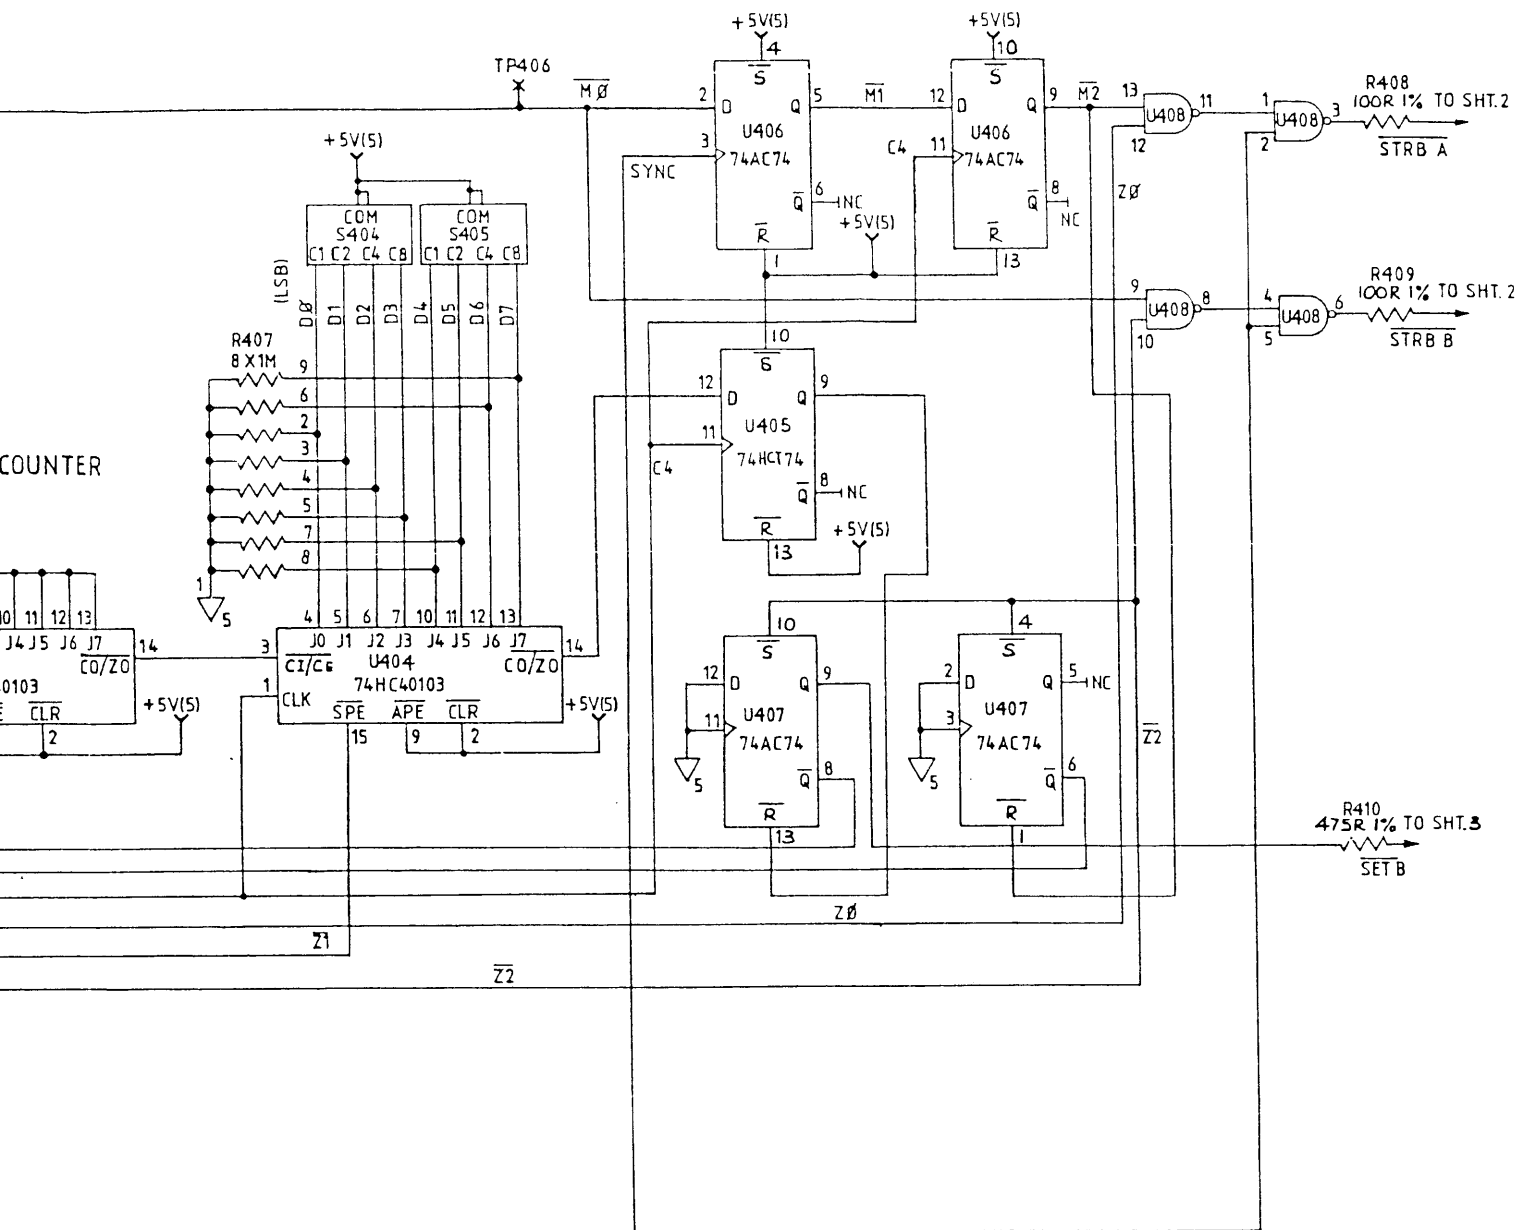 +5V(5)
+5V(5)
4
10
TP406
M0
S
S
R408
100R 1% TO SHT.2
2 D Q 5
M1
12 D Q 9
M2
13
11
1
3
U408
U408
12
2
STRB A
U406
74AC74
3
SYNC
U406
74AC74
C4
11
Z0
+5V(5)
6
Q
NC
8
Q
NC
+5V(5)
COM
S404
C1 C2 C4 C8
COM
S405
C1 C2 C4 C8
R
1
R
13
(LSB)
D0
D1
D2
D3
D4
D5
D6
D7
R409
100R 1% TO SHT.2
9
8
4
6
U408
U408
10
5
STRB B
R407
8X1M
9
6
2
3
4
5
7
8
1
5
10
S
12 D Q 9
U405
74HCT74
11
C4
8
Q
NC
R
13
+5V(5)
COUNTER
10 11 12 13
J4 J5 J6 J7
14
CO/ZO
40103
E
CLR
2
+5V(5)
4 5 6 7 10 11 12 13
J0 J1 J2 J3 J4 J5 J6 J7
3
CI/CE
U404
74HC40103
CO/ZO
14
1
CLK
SPE APE CLR
15 9 2
+5V(5)
10
S
12 D Q 9
11
U407
74AC74
5
8
Q
R
13
4
S
2 D Q 5
NC
3
U407
74AC74
5
6
Q
R
1
Z2
R410
475R 1% TO SHT.3
SET B
Z0
Z1
Z2